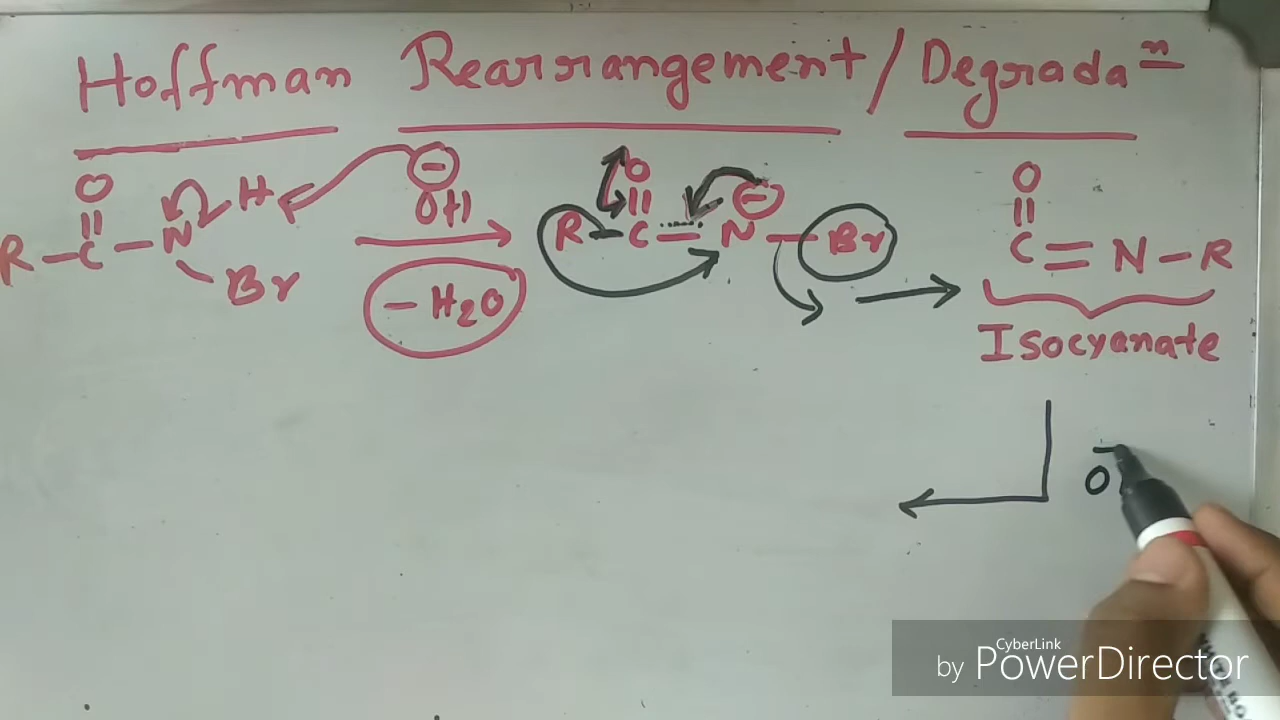 Hoffman Rearrangement / Degradaⁿ
O ‖ R–C–N H Br
⊖ OH
– H₂O
O ‖ R–C=N–Br ⊖
O ‖ C=N–R
Isocyanate
O
CyberLink
by PowerDirector